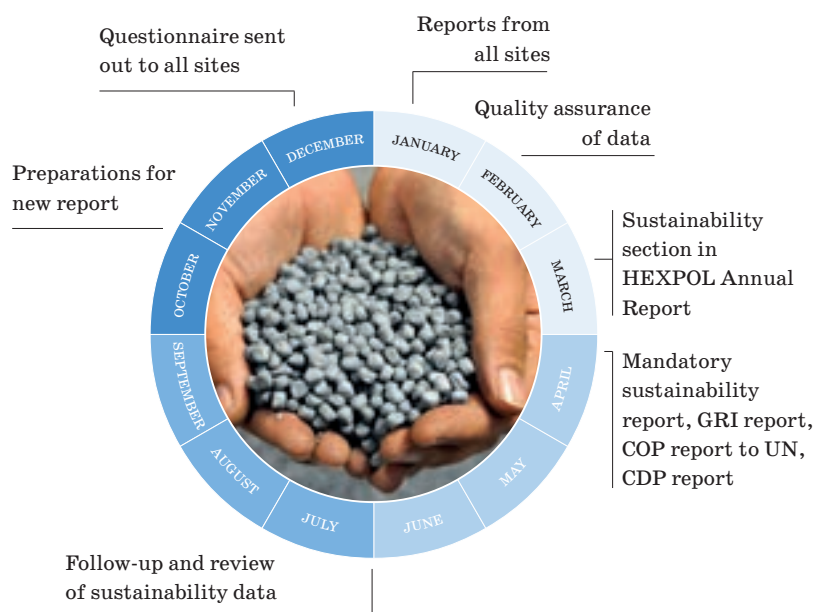 Questionnaire sent
out to all sites
Reports from
all sites
Quality assurance
of data
Preparations for
new report
Sustainability
section in
HEXPOL Annual
Report
Mandatory
sustainability
report, GRI report,
COP report to UN,
CDP report
Follow-up and review
of sustainability data
JANUARY
FEBRUARY
MARCH
APRIL
MAY
JUNE
JULY
AUGUST
SEPTEMBER
OCTOBER
NOVEMBER
DECEMBER